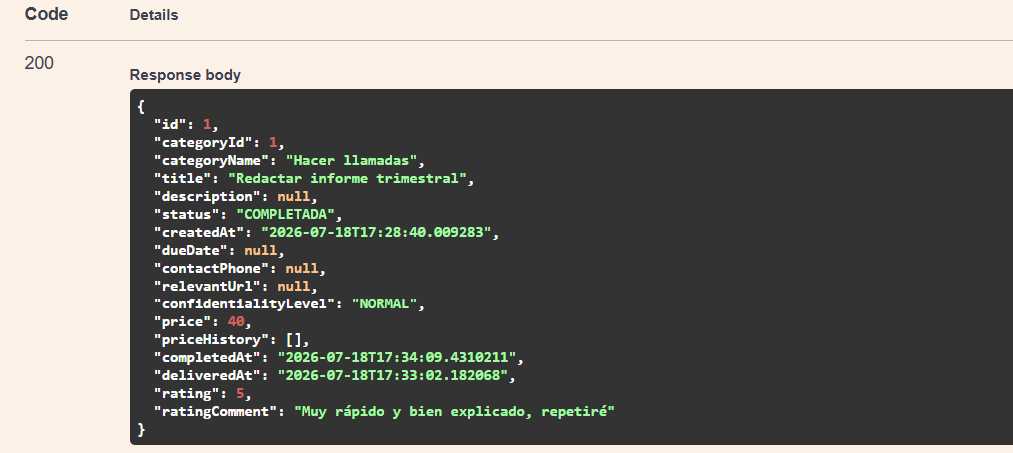 Code Details
200
Response body
{
"id": 1,
"categoryId": 1,
"categoryName": "Hacer llamadas",
"title": "Redactar informe trimestral",
"description": null,
"status": "COMPLETADA",
"createdAt": "2026-07-18T17:28:40.009283",
"dueDate": null,
"contactPhone": null,
"relevantUrl": null,
"confidentialityLevel": "NORMAL",
"price": 40,
"priceHistory": [],
"completedAt": "2026-07-18T17:34:09.4310211",
"deliveredAt": "2026-07-18T17:33:02.182068",
"rating": 5,
"ratingComment": "Muy rápido y bien explicado, repetiré"
}